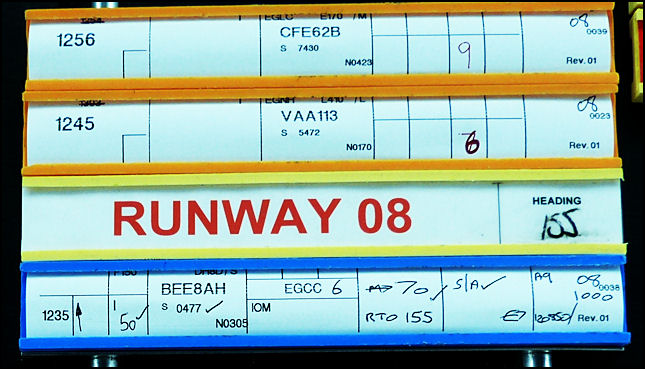 EGLC E170 / M
1256 CFE62B 08
S 7430 9 0039
N0423 Rev. 01
EGNH L410 / L
1245 VAA113 08
S 5472 6 0023
N0170 Rev. 01
RUNWAY 08 HEADING
155
DH8D / S
BEE8AH EGCC 6 70 ✓ S/A ✓ A9 08
S 0477 ✓ IOM 0038
1000
1235 50 ✓ N0305 RTO 155 Rev. 01